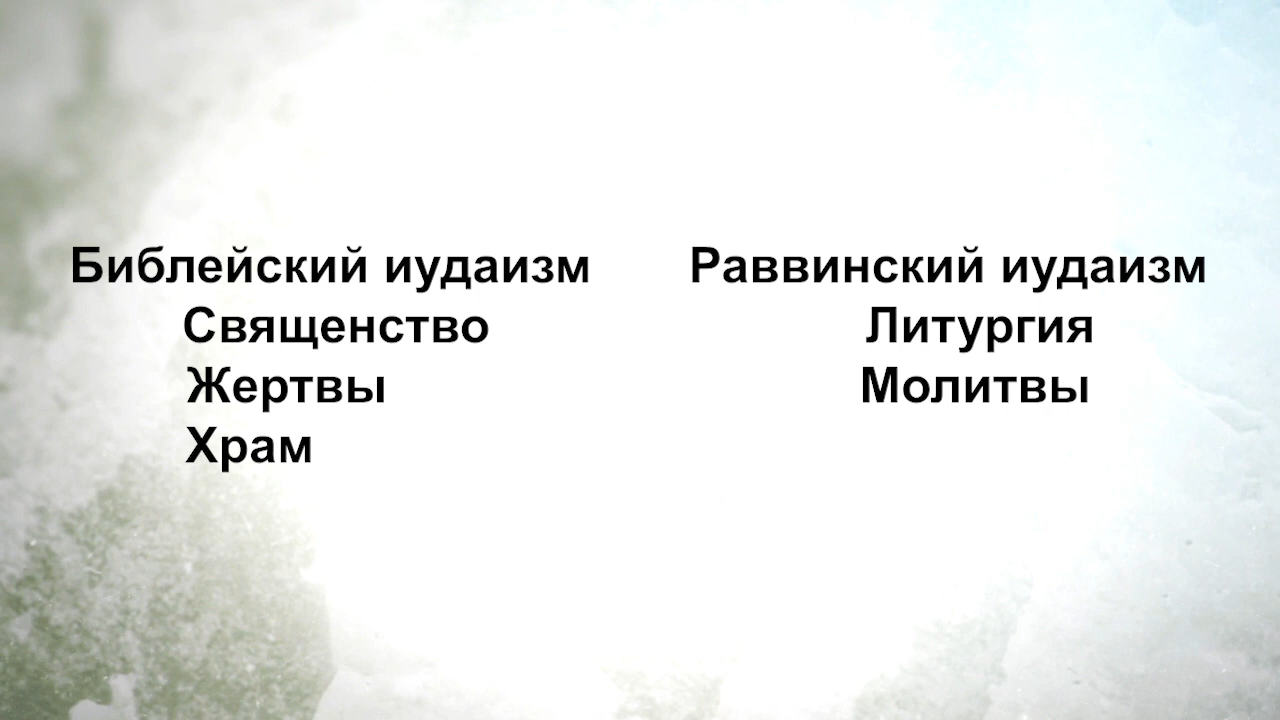 Библейский иудаизм
Священство
Жертвы
Храм
Раввинский иудаизм
Литургия
Молитвы